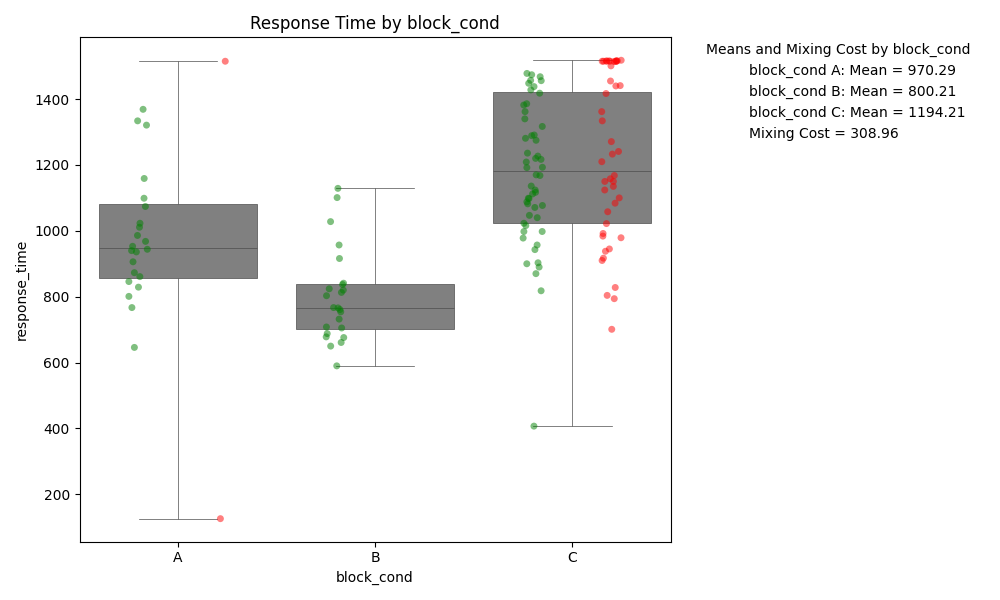 Response Time by block_cond
Means and Mixing Cost by block_cond
block_cond A: Mean = 970.29
block_cond B: Mean = 800.21
block_cond C: Mean = 1194.21
Mixing Cost = 308.96
response_time
1400
1200
1000
800
600
400
200
A
B
C
block_cond